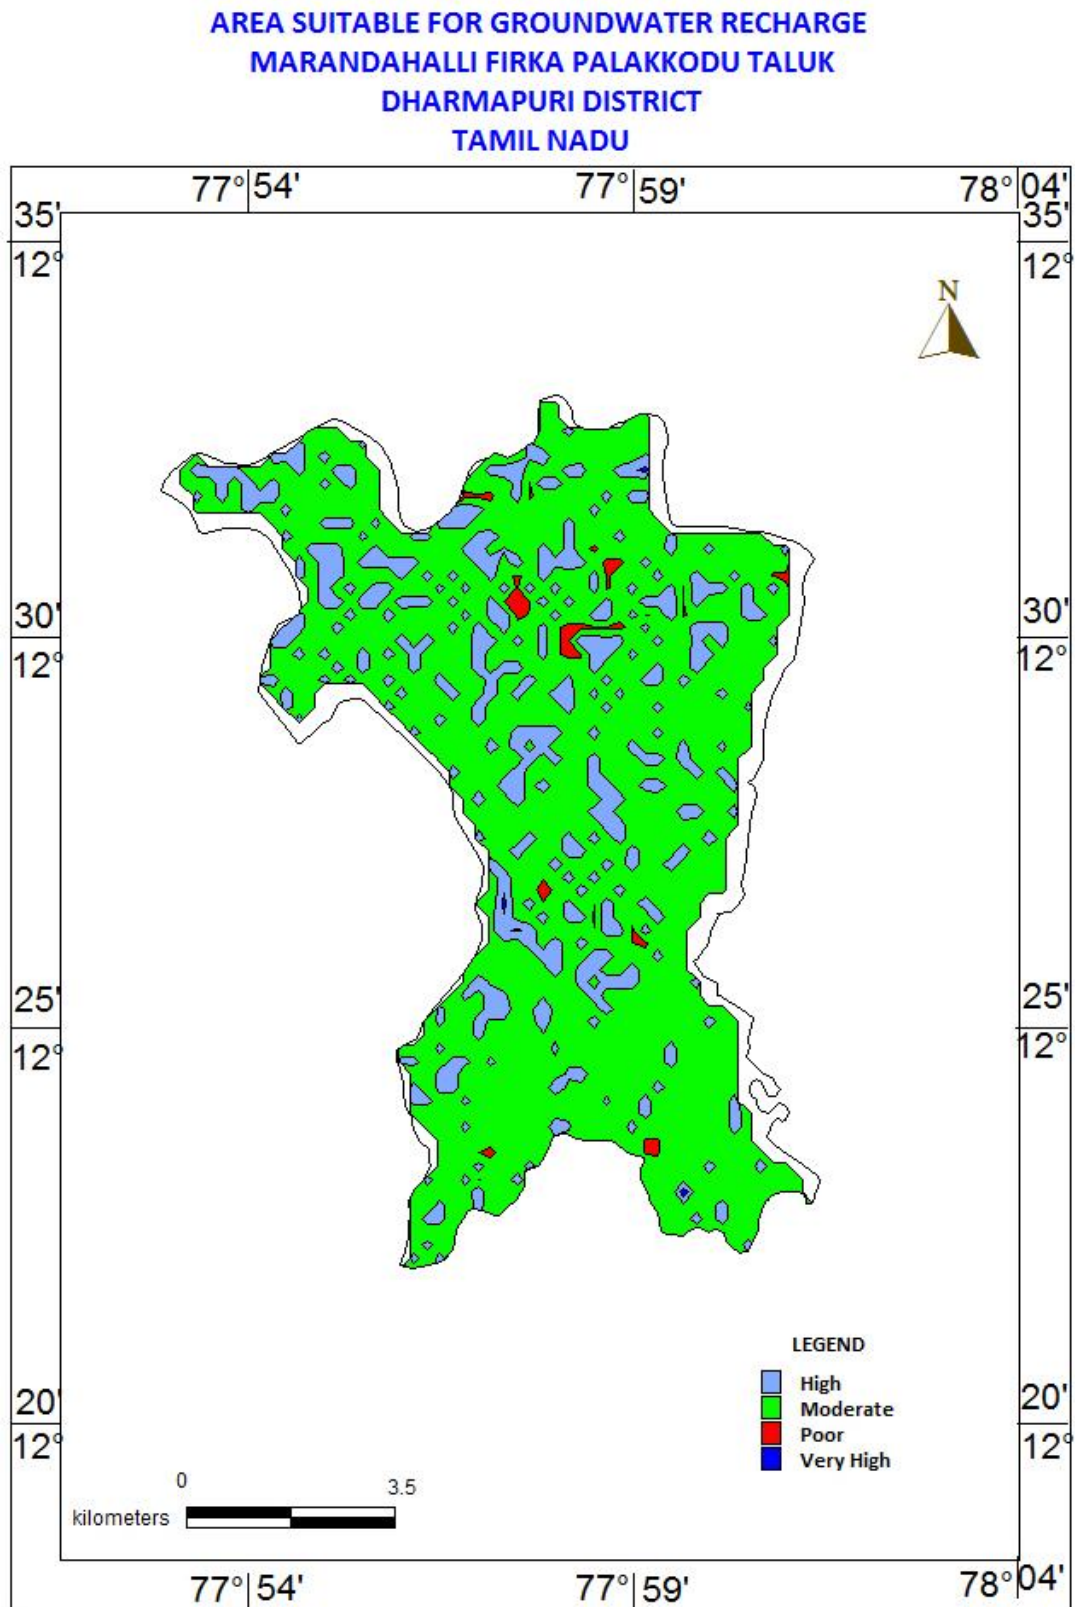 AREA SUITABLE FOR GROUNDWATER RECHARGE
MARANDAHALLI FIRKA PALAKKODU TALUK
DHARMAPURI DISTRICT
TAMIL NADU
77° 54' 77° 59' 78° 04'
35' 35'
12° 12°
N
30' 30'
12° 12°
25' 25'
12° 12°
LEGEND
High
20' Moderate 20'
12° Poor 12°
Very High
0 3.5
kilometers
77° 54' 77° 59' 78° 04'